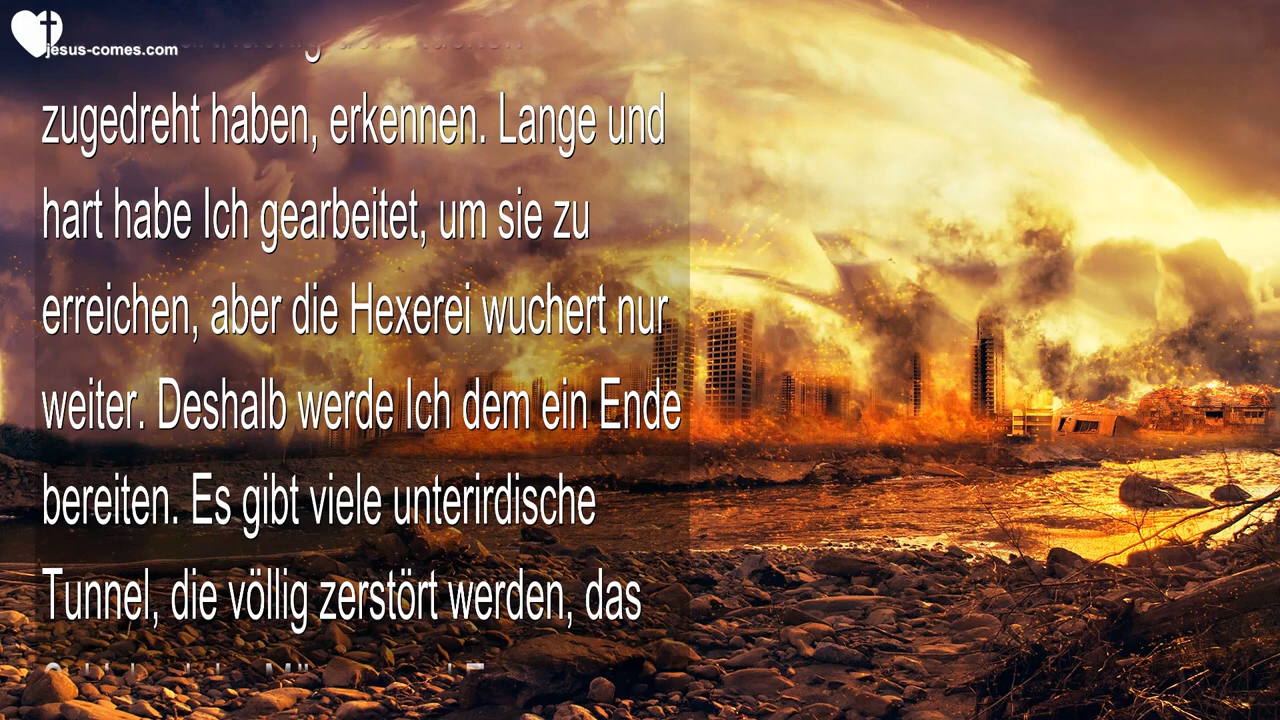 jesus-comes.com
zugedreht haben, erkennen. Lange und
hart habe Ich gearbeitet, um sie zu
erreichen, aber die Hexerei wuchert nur
weiter. Deshalb werde Ich dem ein Ende
bereiten. Es gibt viele unterirdische
Tunnel, die völlig zerstört werden, das